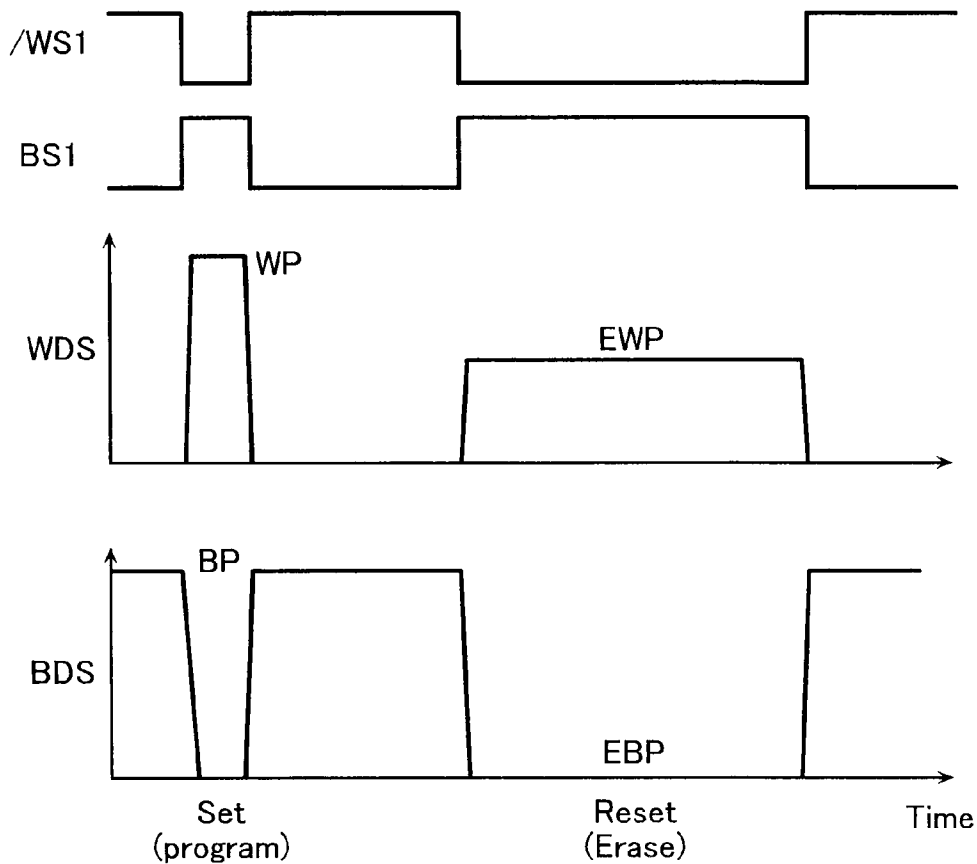 /WS1
BS1
WP
WDS
EWP
BP
BDS
EBP
Set
(program)
Reset
(Erase)
Time